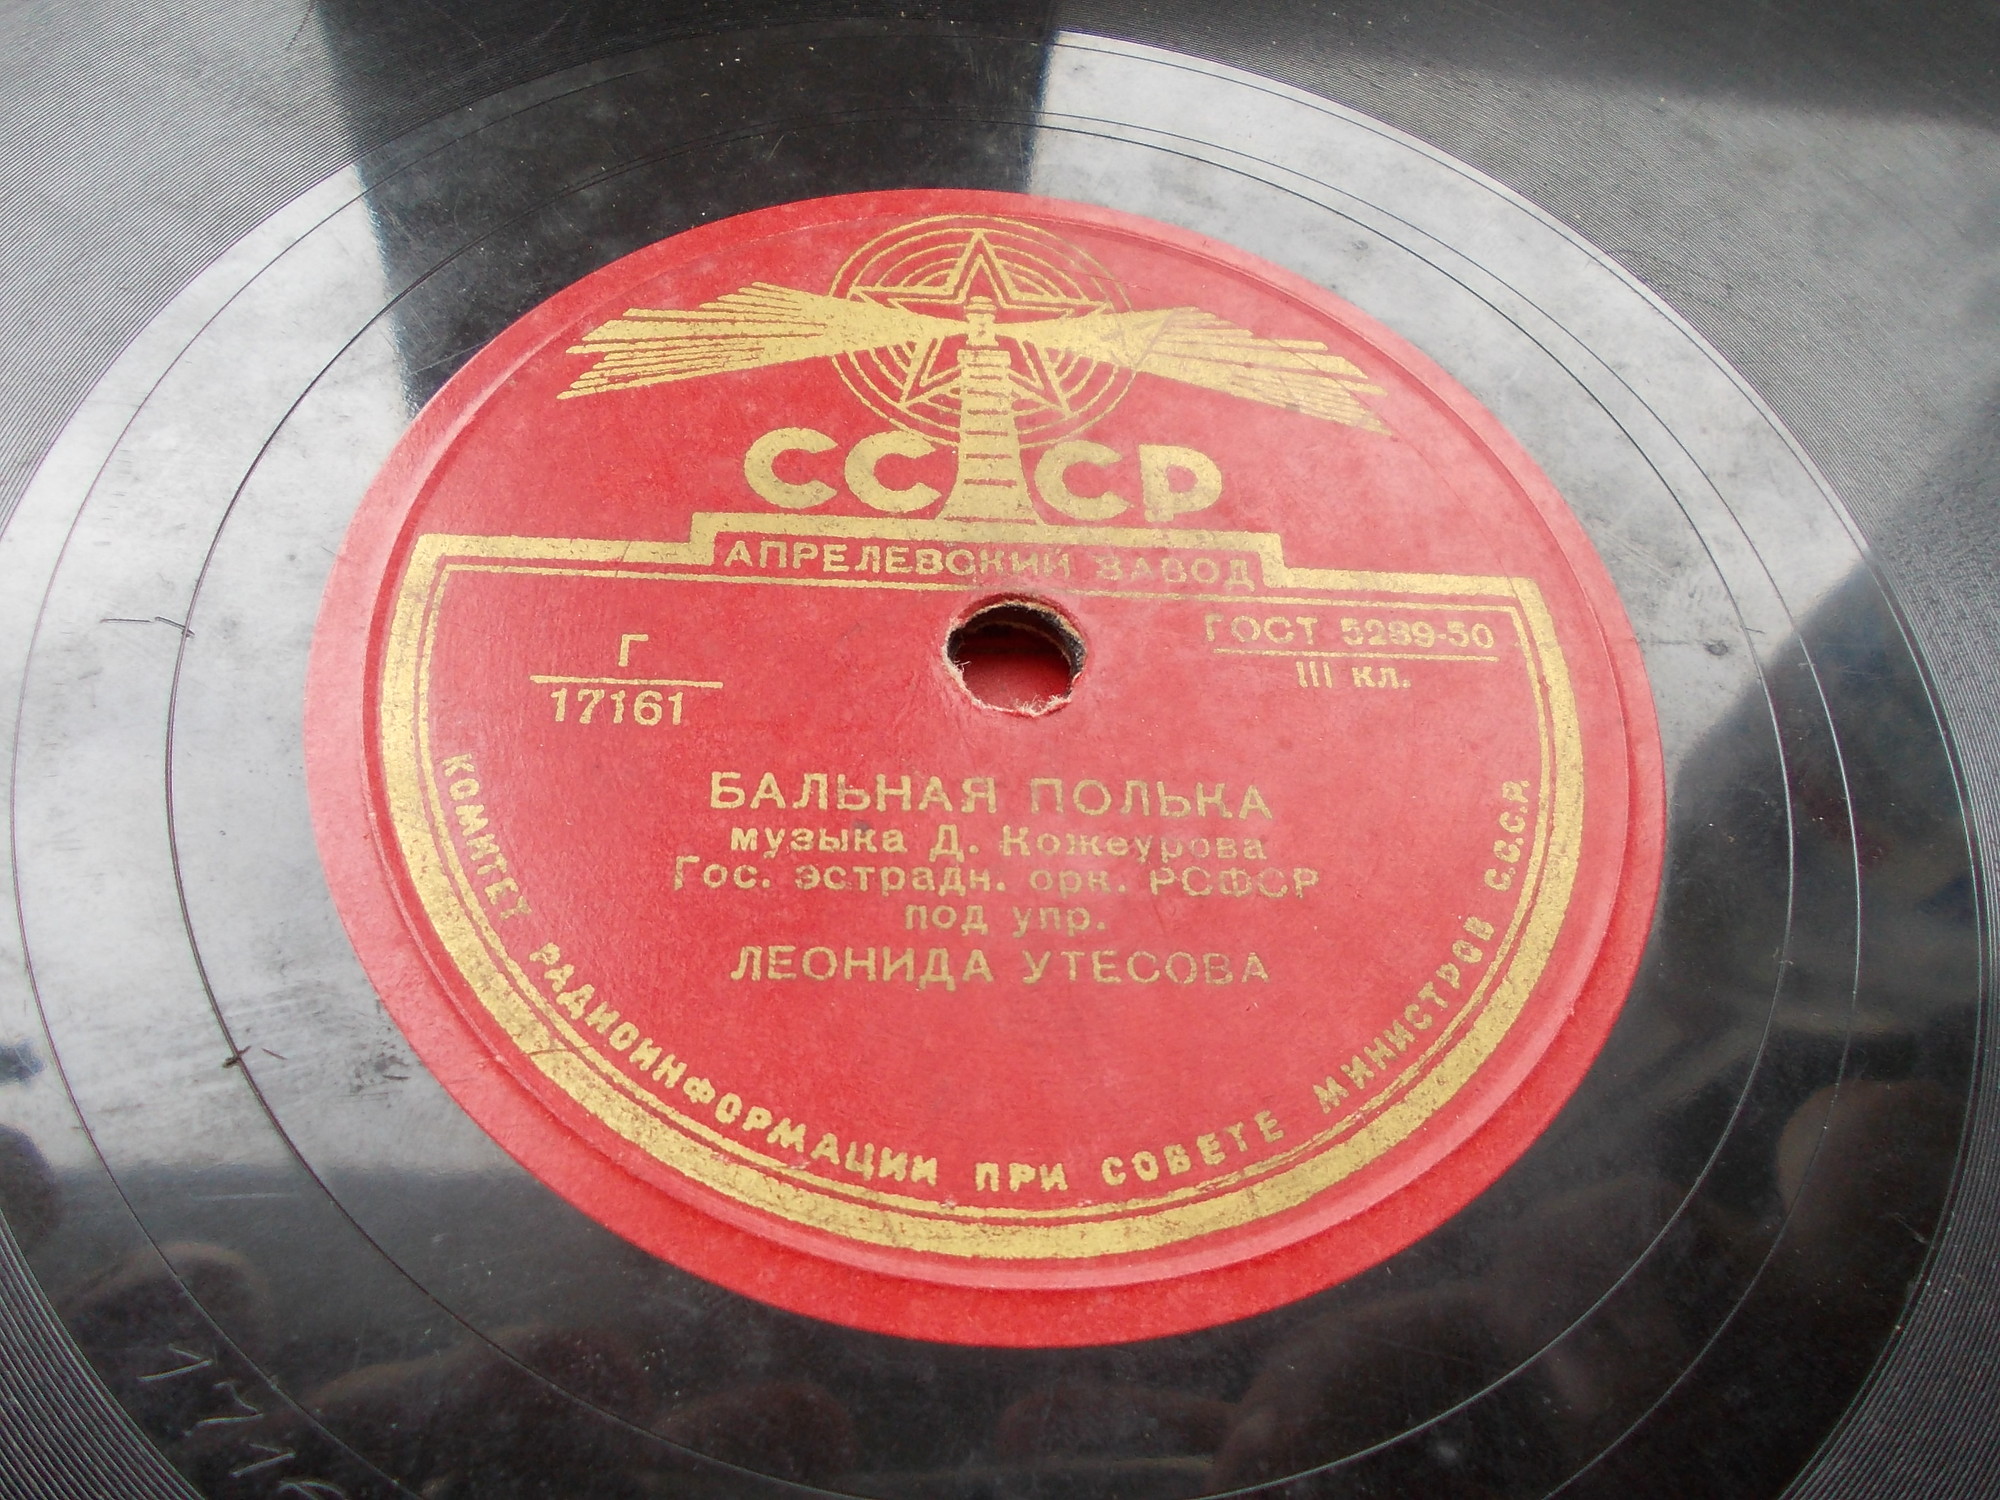 СССР
АПРЕЛЕВСКИЙ ЗАВОД
Г
17161
ГОСТ 5289-50
III кл.
БАЛЬНАЯ ПОЛЬКА
музыка Д. Кожеурова
Гос. эстрадн. орк. РСФСР
под упр.
ЛЕОНИДА УТЕСОВА
КОМИТЕТ РАДИОИНФОРМАЦИИ ПРИ СОВЕТЕ МИНИСТРОВ С.С.С.Р.